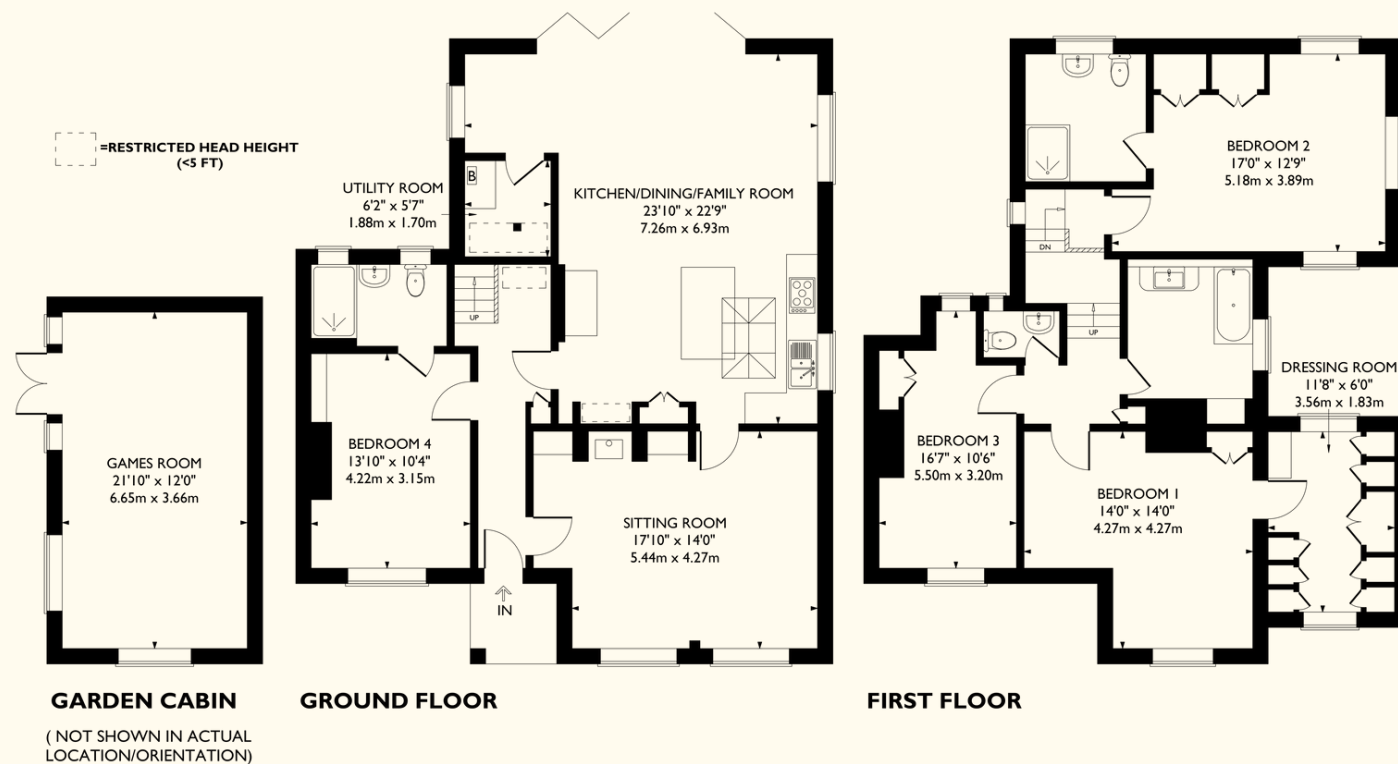 =RESTRICTED HEAD HEIGHT
(<5 FT)
UTILITY ROOM
6'2" x 5'7"
1.88m x 1.70m
B
KITCHEN/DINING/FAMILY ROOM
23'10" x 22'9"
7.26m x 6.93m
UP
GAMES ROOM
21'10" x 12'0"
6.65m x 3.66m
BEDROOM 4
13'10" x 10'4"
4.22m x 3.15m
SITTING ROOM
17'10" x 14'0"
5.44m x 4.27m
IN
BEDROOM 2
17'0" x 12'9"
5.18m x 3.89m
DN
UP
DRESSING ROOM
11'8" x 6'0"
3.56m x 1.83m
BEDROOM 3
16'7" x 10'6"
5.50m x 3.20m
BEDROOM 1
14'0" x 14'0"
4.27m x 4.27m
GARDEN CABIN
( NOT SHOWN IN ACTUAL
LOCATION/ORIENTATION)
GROUND FLOOR
FIRST FLOOR